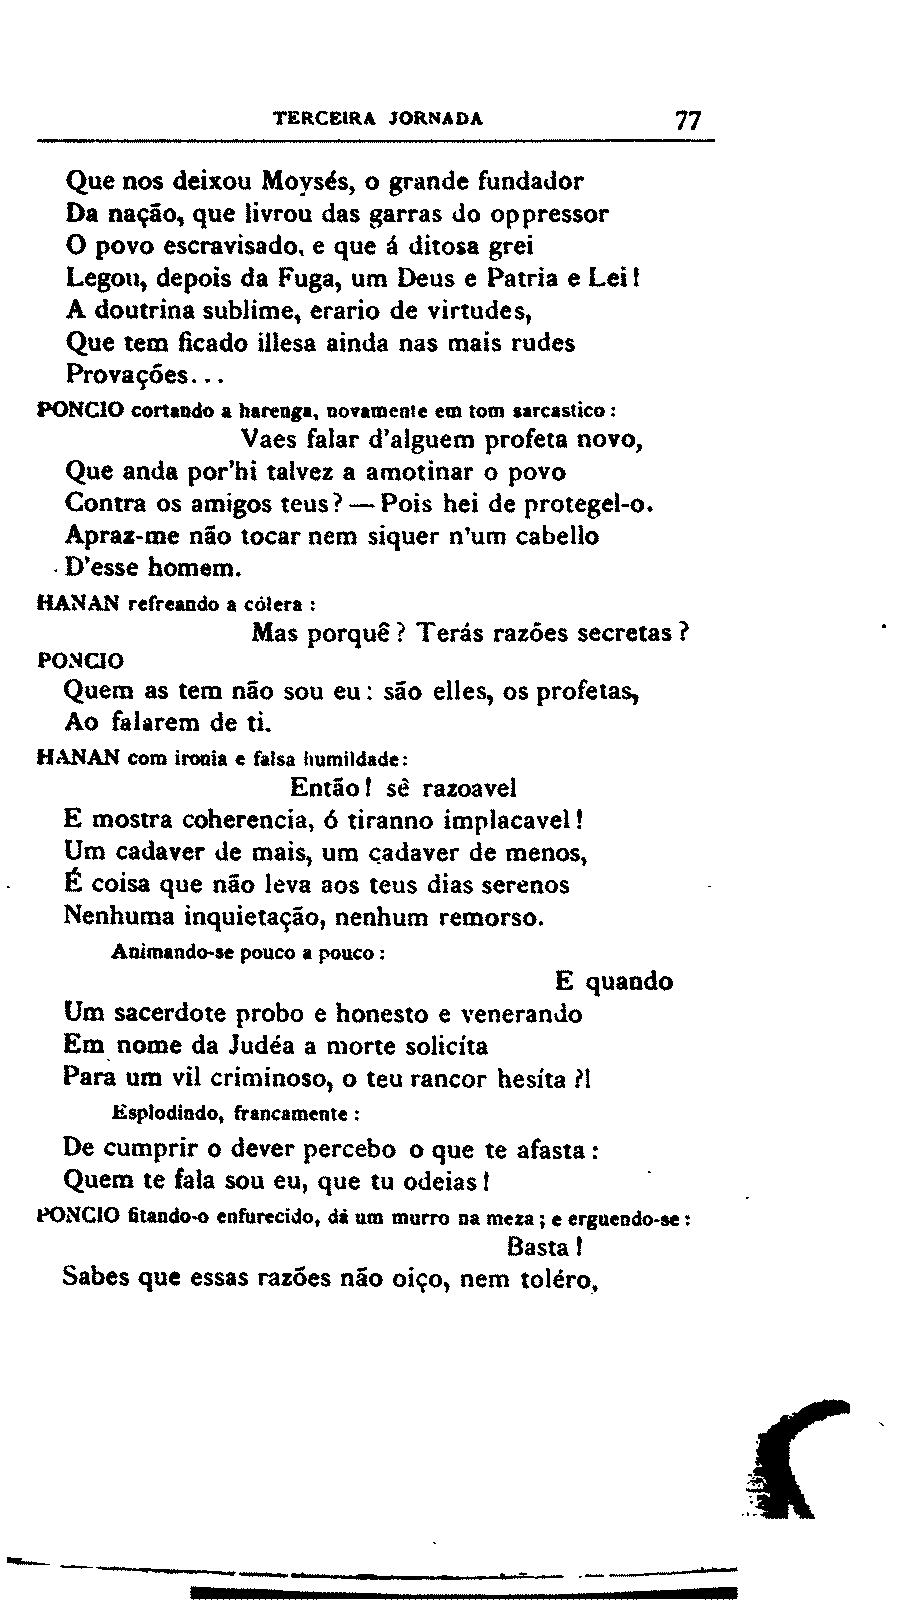 TERCEIRA JORNADA 77
Que nos deixou Moysés, o grande fundador
Da nação, que livrou das garras do oppressor
O povo escravisado, e que á ditosa grei
Legou, depois da Fuga, um Deus e Patria e Lei!
A doutrina sublime, erario de virtudes,
Que tem ficado illesa ainda nas mais rudes
Provações...
PONCIO cortando a harenga, novamente em tom sarcastico:
Vaes falar d'alguem profeta novo,
Que anda por'hi talvez a amotinar o povo
Contra os amigos teus? — Pois hei de protegel-o.
Apraz-me não tocar nem siquer n'um cabello
D'esse homem.
HANAN refreando a cólera:
Mas porquê? Terás razões secretas?
PONCIO
Quem as tem não sou eu: são elles, os profetas,
Ao falarem de ti.
HANAN com ironia e falsa humildade:
Então! sê razoavel
E mostra coherencia, ó tiranno implacavel!
Um cadaver de mais, um cadaver de menos,
É coisa que não leva aos teus dias serenos
Nenhuma inquietação, nenhum remorso.
Animando-se pouco a pouco:
E quando
Um sacerdote probo e honesto e venerando
Em nome da Judéa a morte solicíta
Para um vil criminoso, o teu rancor hesíta?!
Esplodindo, francamente:
De cumprir o dever percebo o que te afasta:
Quem te fala sou eu, que tu odeias!
PONCIO fitando-o enfurecido, dá um murro na meza; e erguendo-se:
Basta!
Sabes que essas razões não oiço, nem toléro,